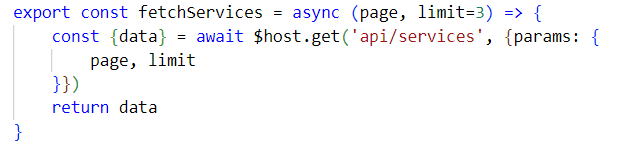 export const fetchServices = async (page, limit=3) => {
    const {data} = await $host.get('api/services', {params: {
        page, limit
    }})
    return data
}